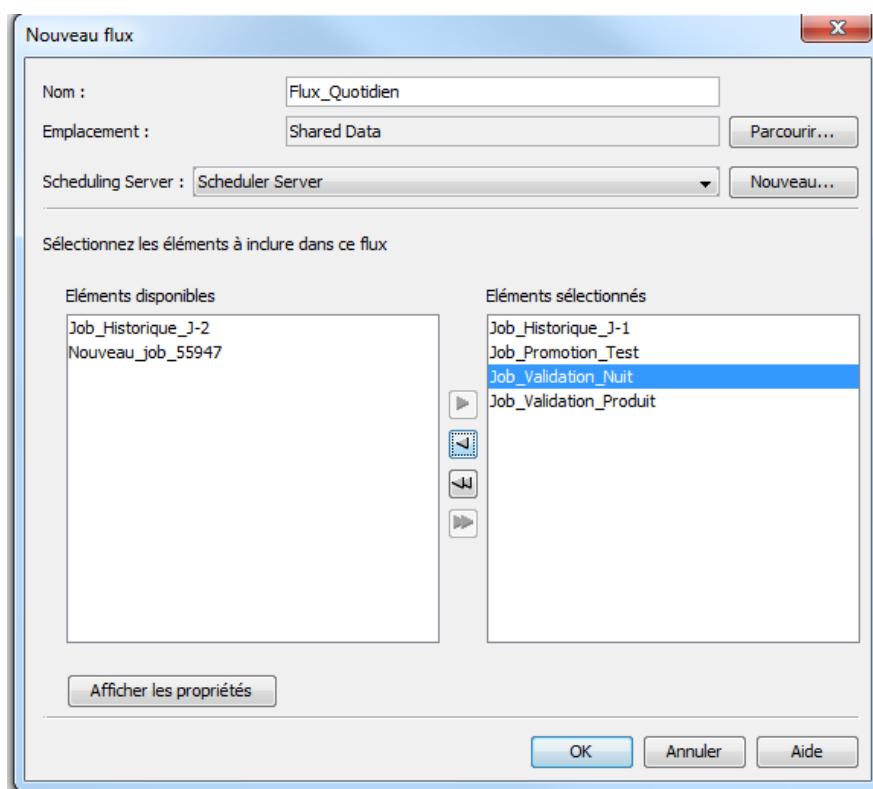 Nouveau flux
Nom :
Flux_Quotidien
Emplacement :
Shared Data
Parcourir...
Scheduling Server :
Scheduler Server
Nouveau...
Sélectionnez les éléments à inclure dans ce flux
Eléments disponibles
Job_Historique_J-2
Nouveau_job_55947
Eléments sélectionnés
Job_Historique_J-1
Job_Promotion_Test
Job_Validation_Nuit
Job_Validation_Produit
Afficher les propriétés
OK
Annuler
Aide